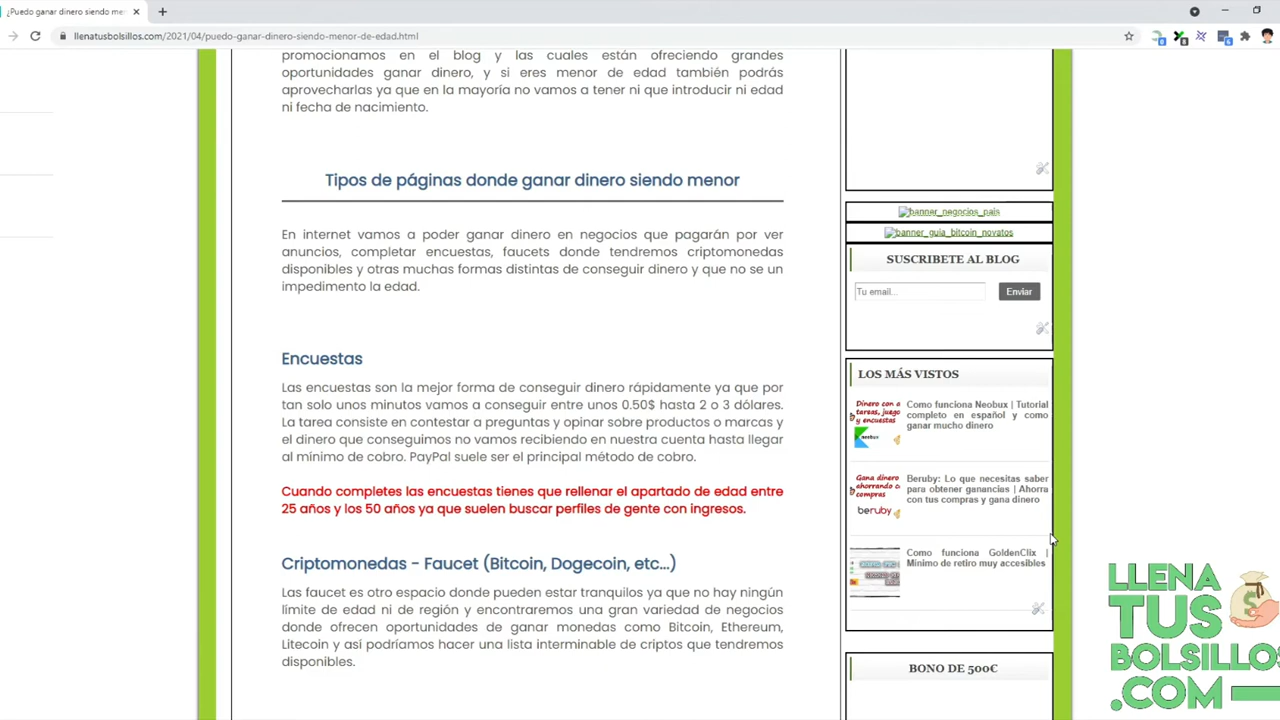 ¿Puedo ganar dinero siendo me
llenatusbolsillos.com/2021/04/puedo-ganar-dinero-siendo-menor-de-edad.html
promocionamos en el blog y las cuales están ofreciendo grandes
oportunidades ganar dinero, y si eres menor de edad también podrás
aprovecharlas ya que en la mayoría no vamos a tener ni que introducir ni edad
ni fecha de nacimiento.
Tipos de páginas donde ganar dinero siendo menor
En internet vamos a poder ganar dinero en negocios que pagarán por ver
anuncios, completar encuestas, faucets donde tendremos criptomonedas
disponibles y otras muchas formas distintas de conseguir dinero y que no se un
impedimento la edad.
Encuestas
Las encuestas son la mejor forma de conseguir dinero rápidamente ya que por
tan solo unos minutos vamos a conseguir entre unos 0.50$ hasta 2 o 3 dólares.
La tarea consiste en contestar a preguntas y opinar sobre productos o marcas y
el dinero que conseguimos no vamos recibiendo en nuestra cuenta hasta llegar
al mínimo de cobro. PayPal suele ser el principal método de cobro.
Cuando completes las encuestas tienes que rellenar el apartado de edad entre
25 años y los 50 años ya que suelen buscar perfiles de gente con ingresos.
Criptomonedas - Faucet (Bitcoin, Dogecoin, etc...)
Las faucet es otro espacio donde pueden estar tranquilos ya que no hay ningún
límite de edad ni de región y encontraremos una gran variedad de negocios
donde ofrecen oportunidades de ganar monedas como Bitcoin, Ethereum,
Litecoin y así podríamos hacer una lista interminable de criptos que tendremos
disponibles.
banner_negocios_pais
banner_guia_bitcoin_novatos
SUSCRIBETE AL BLOG
Tu email...
Enviar
LOS MÁS VISTOS
Dinero con
tareas, jueg
y encuestas
neobux
Como funciona Neobux | Tutorial
completo en español y como
ganar mucho dinero
Gana dinero
ahorrando c
compras
beruby
Beruby: Lo que necesitas saber
para obtener ganancias | Ahorra
con tus compras y gana dinero
Como funciona GoldenClix |
Mínimo de retiro muy accesibles
BONO DE 500€
LLENA
TUS
BOLSILLOS
.COM